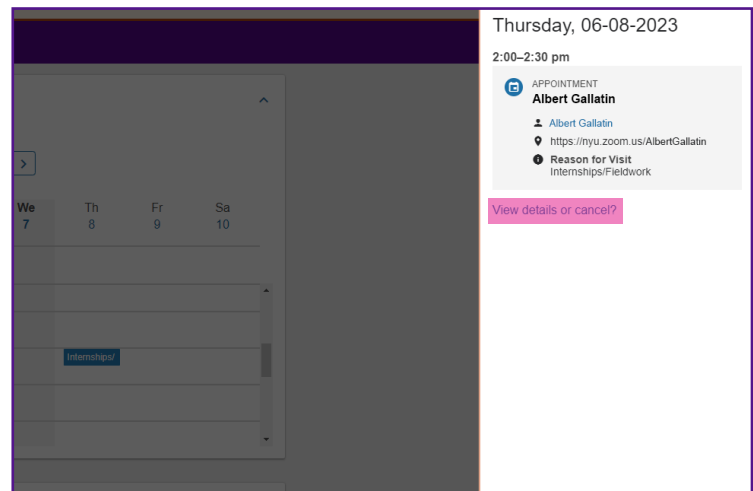 Thursday, 06-08-2023
2:00–2:30 pm
APPOINTMENT
Albert Gallatin
Albert Gallatin
https://nyu.zoom.us/AlbertGallatin
Reason for Visit
Internships/Fieldwork
View details or cancel?
We Th Fr Sa
7 8 9 10
Internships/